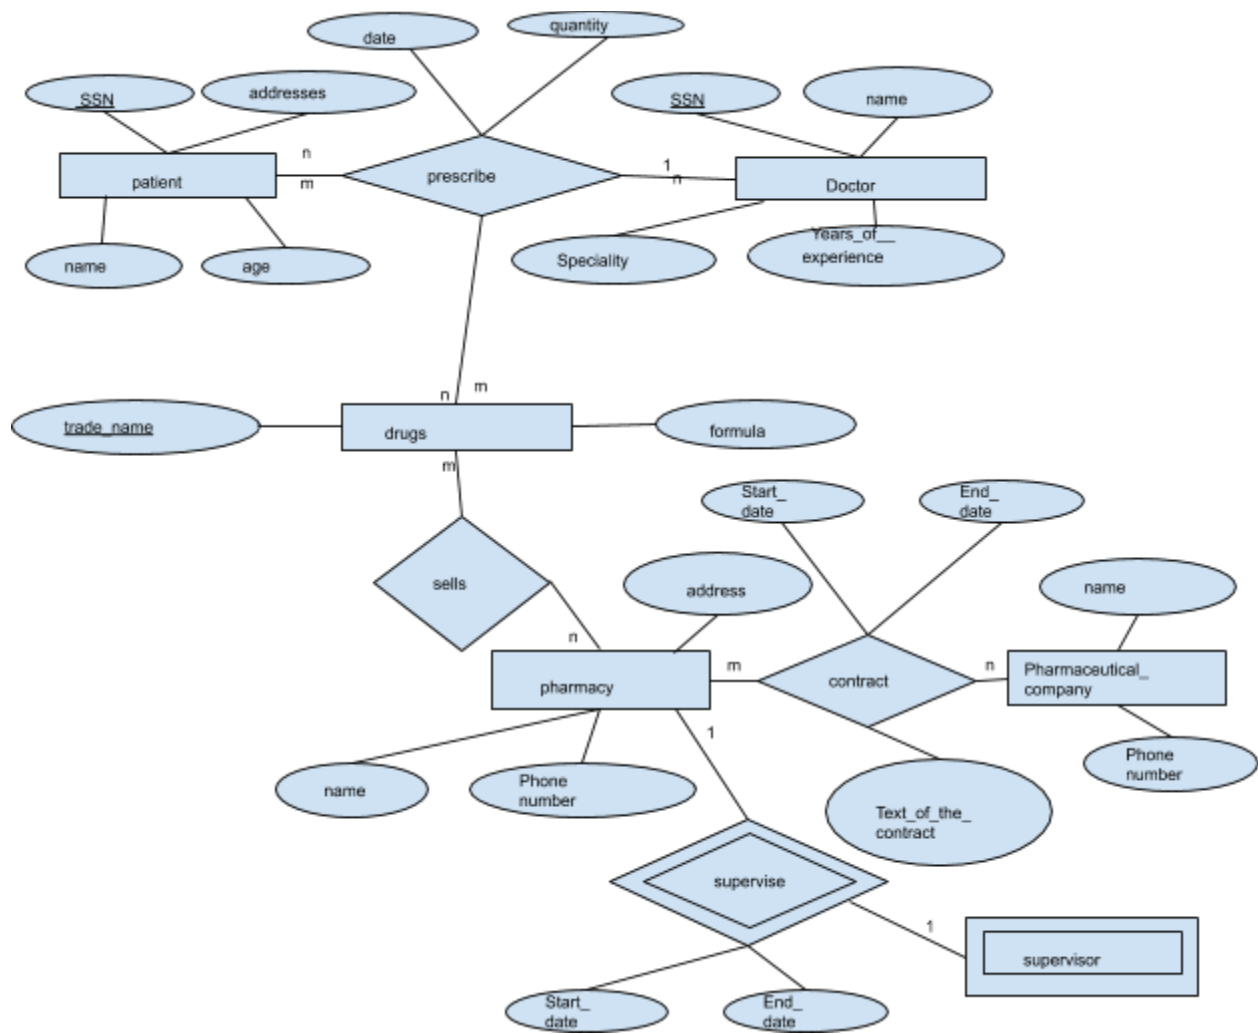 date
quantity
SSN
addresses
SSN
name
n
m
prescribe
1
n
patient
Doctor
name
age
Speciality
Years_of__
experience
n
m
trade_name
drugs
formula
m
Start_
date
End_
date
sells
address
name
n
pharmacy
m
contract
n
Pharmaceutical_
company
1
name
Phone
number
Phone
number
Text_of_the_
contract
supervise
1
supervisor
Start_
date
End_
date